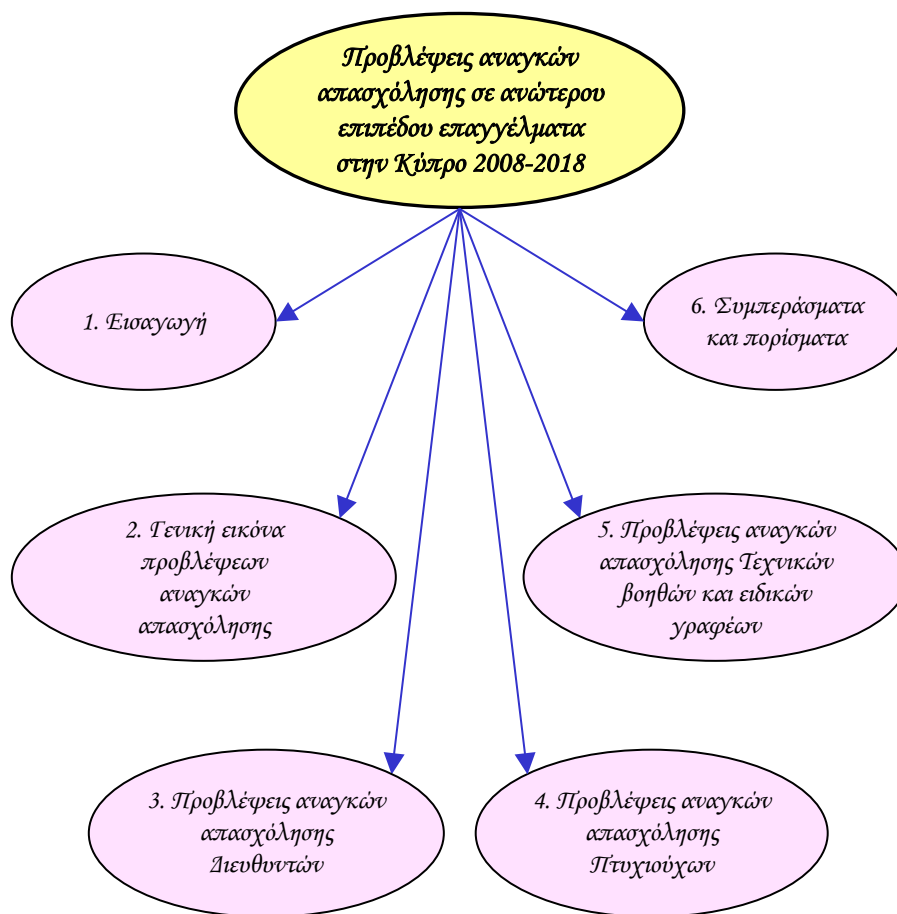 Προβλέψεις αναγκών
απασχόλησης σε ανώτερου
επιπέδου επαγγέλματα
στην Κύπρο 2008-2018
1. Εισαγωγή
2. Γενική εικόνα
προβλέψεων
αναγκών
απασχόλησης
3. Προβλέψεις αναγκών
απασχόλησης
Διευθυντών
4. Προβλέψεις αναγκών
απασχόλησης
Πτυχιούχων
5. Προβλέψεις αναγκών
απασχόλησης Τεχνικών
βοηθών και ειδικών
γραφέων
6. Συμπεράσματα
και πορίσματα